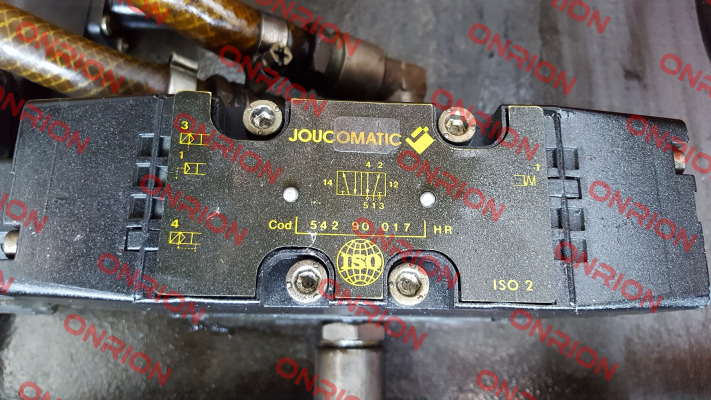 JOUCOMATIC
3
1
4
4 2
14 12
5 1 3
1
Cod 542 90 017 HR
ISO
ISO 2
ONRION